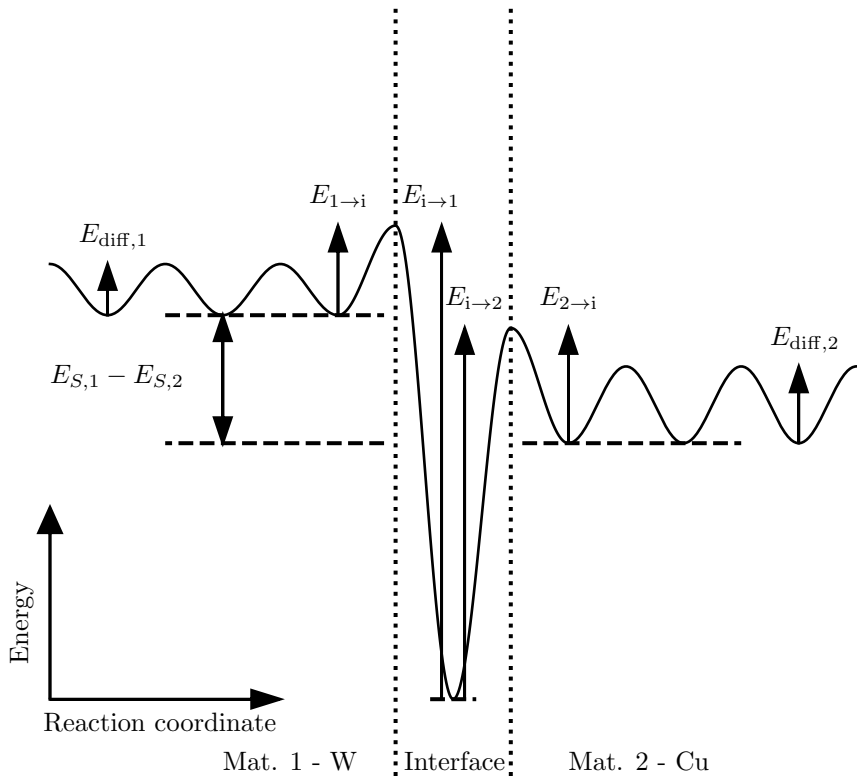 E_{1→i}
E_{i→1}
E_{diff,1}
E_{i→2}
E_{2→i}
E_{diff,2}
E_{S,1} − E_{S,2}
Energy
Reaction coordinate
Mat. 1 - W
Interface
Mat. 2 - Cu